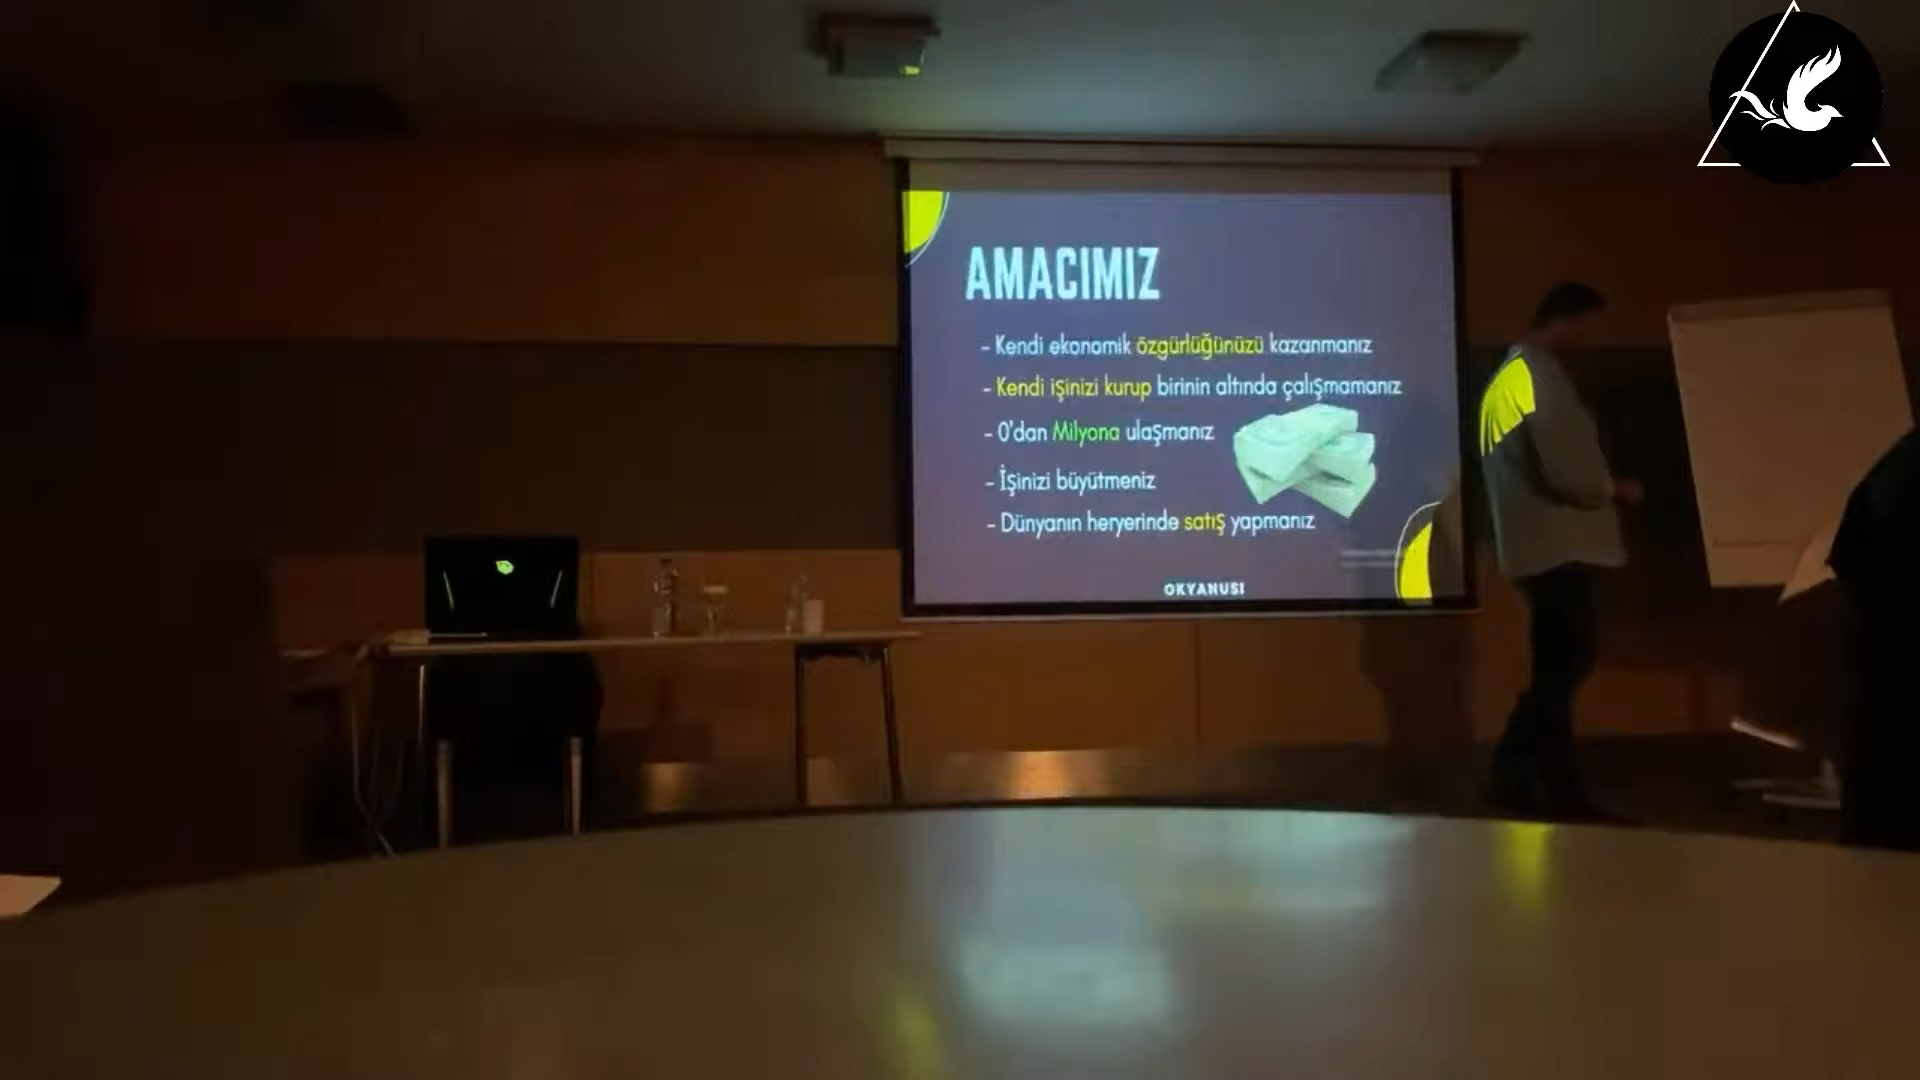 AMACIMIZ
- Kendi ekonomik özgürlüğünüzü kazanmanız
- Kendi işinizi kurup birinin altında çalışmamanız
- 0'dan Milyona ulaşmanız
- İşinizi büyütmeniz
- Dünyanın heryerinde satış yapmanız
OKYANUS1